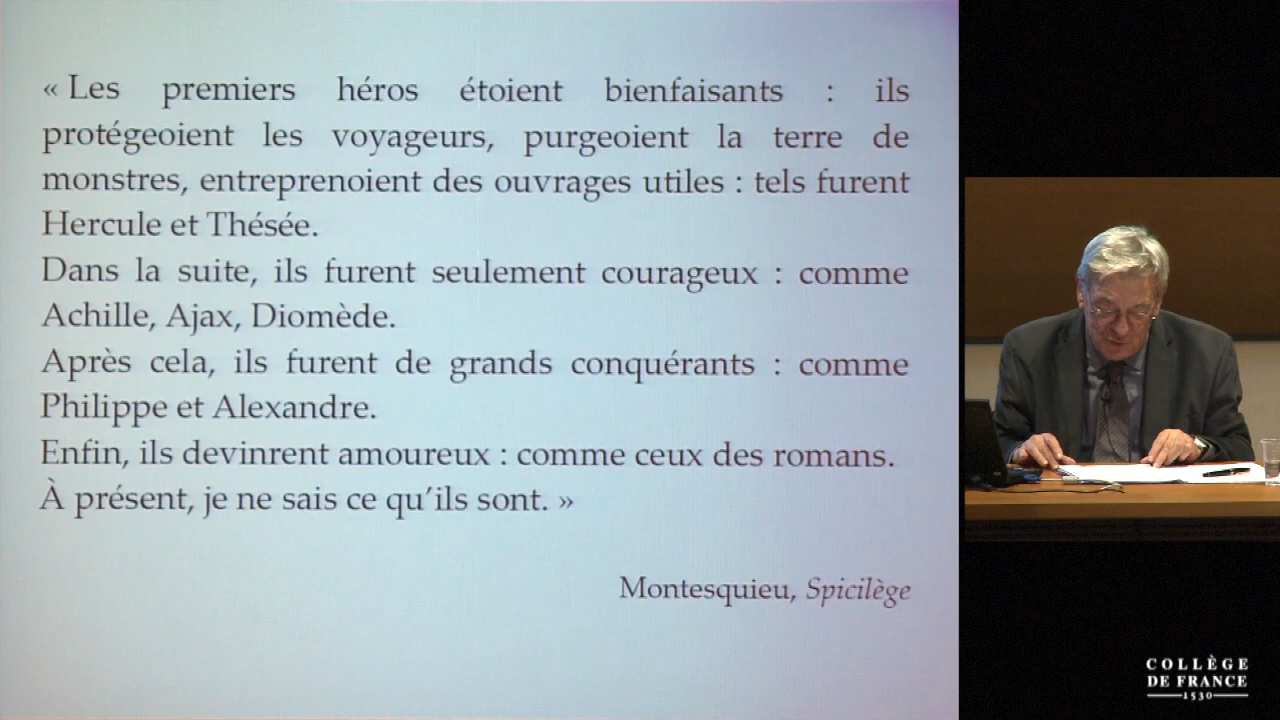 « Les premiers héros étoient bienfaisants : ils
protégeoient les voyageurs, purgeoient la terre de
monstres, entreprenoient des ouvrages utiles : tels furent
Hercule et Thésée.
Dans la suite, ils furent seulement courageux : comme
Achille, Ajax, Diomède.
Après cela, ils furent de grands conquérants : comme
Philippe et Alexandre.
Enfin, ils devinrent amoureux : comme ceux des romans.
À présent, je ne sais ce qu’ils sont. »
Montesquieu, Spicilège
COLLÈGE
DE FRANCE
1530